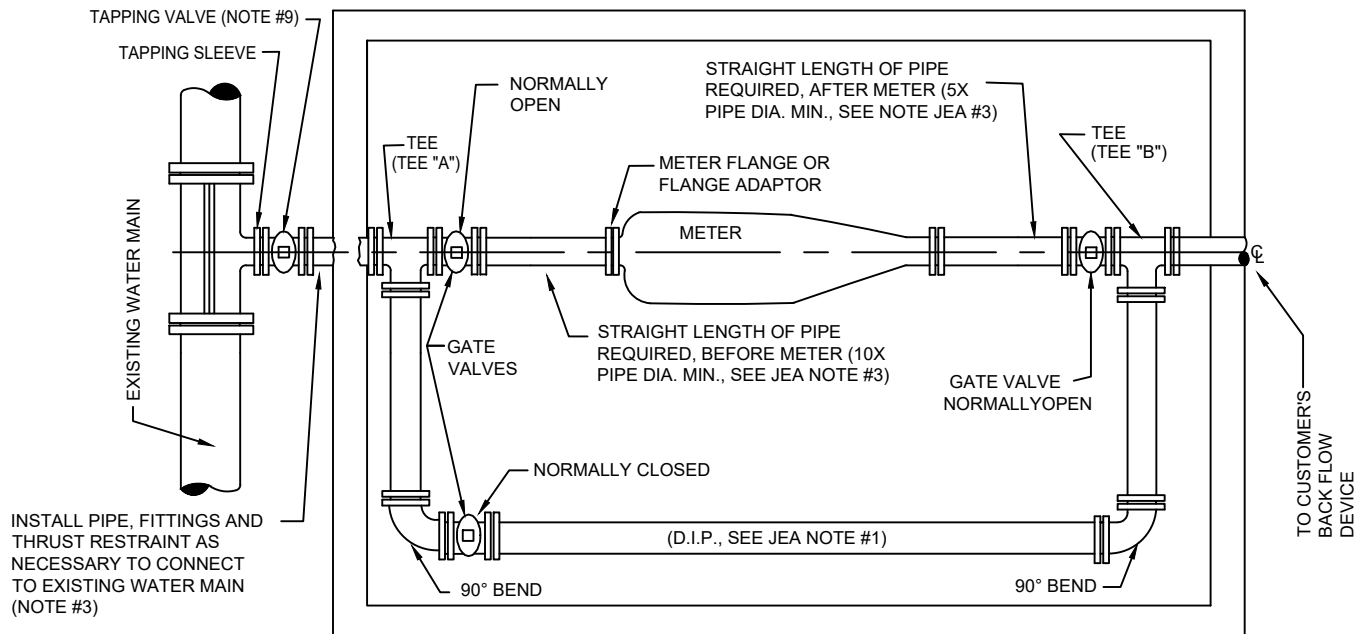 TAPPING VALVE (NOTE #9)
TAPPING SLEEVE
NORMALLY
OPEN
STRAIGHT LENGTH OF PIPE
REQUIRED, AFTER METER (5X
PIPE DIA. MIN., SEE NOTE JEA #3)
TEE
(TEE "A")
TEE
(TEE "B")
METER FLANGE OR
FLANGE ADAPTOR
METER
EXISTING WATER MAIN
℄
GATE
VALVES
STRAIGHT LENGTH OF PIPE
REQUIRED, BEFORE METER (10X
PIPE DIA. MIN., SEE JEA NOTE #3)
GATE VALVE
NORMALLYOPEN
TO CUSTOMER'S
BACK FLOW
DEVICE
NORMALLY CLOSED
INSTALL PIPE, FITTINGS AND
THRUST RESTRAINT AS
NECESSARY TO CONNECT
TO EXISTING WATER MAIN
(NOTE #3)
(D.I.P., SEE JEA NOTE #1)
90° BEND
90° BEND